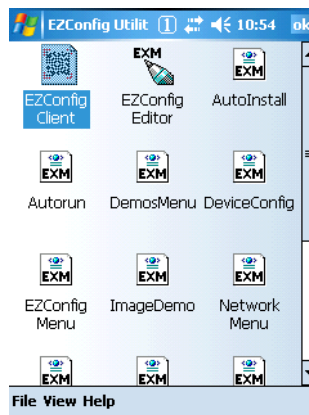 EZConfig Utilit 1 10:54 ok
EXM
EXM
EZConfig Client
EZConfig Editor
AutoInstall
EXM
EXM
EXM
Autorun
DemosMenu
DeviceConfig
EXM
EXM
EXM
EZConfig Menu
ImageDemo
Network Menu
EXM
EXM
EXM
File View Help